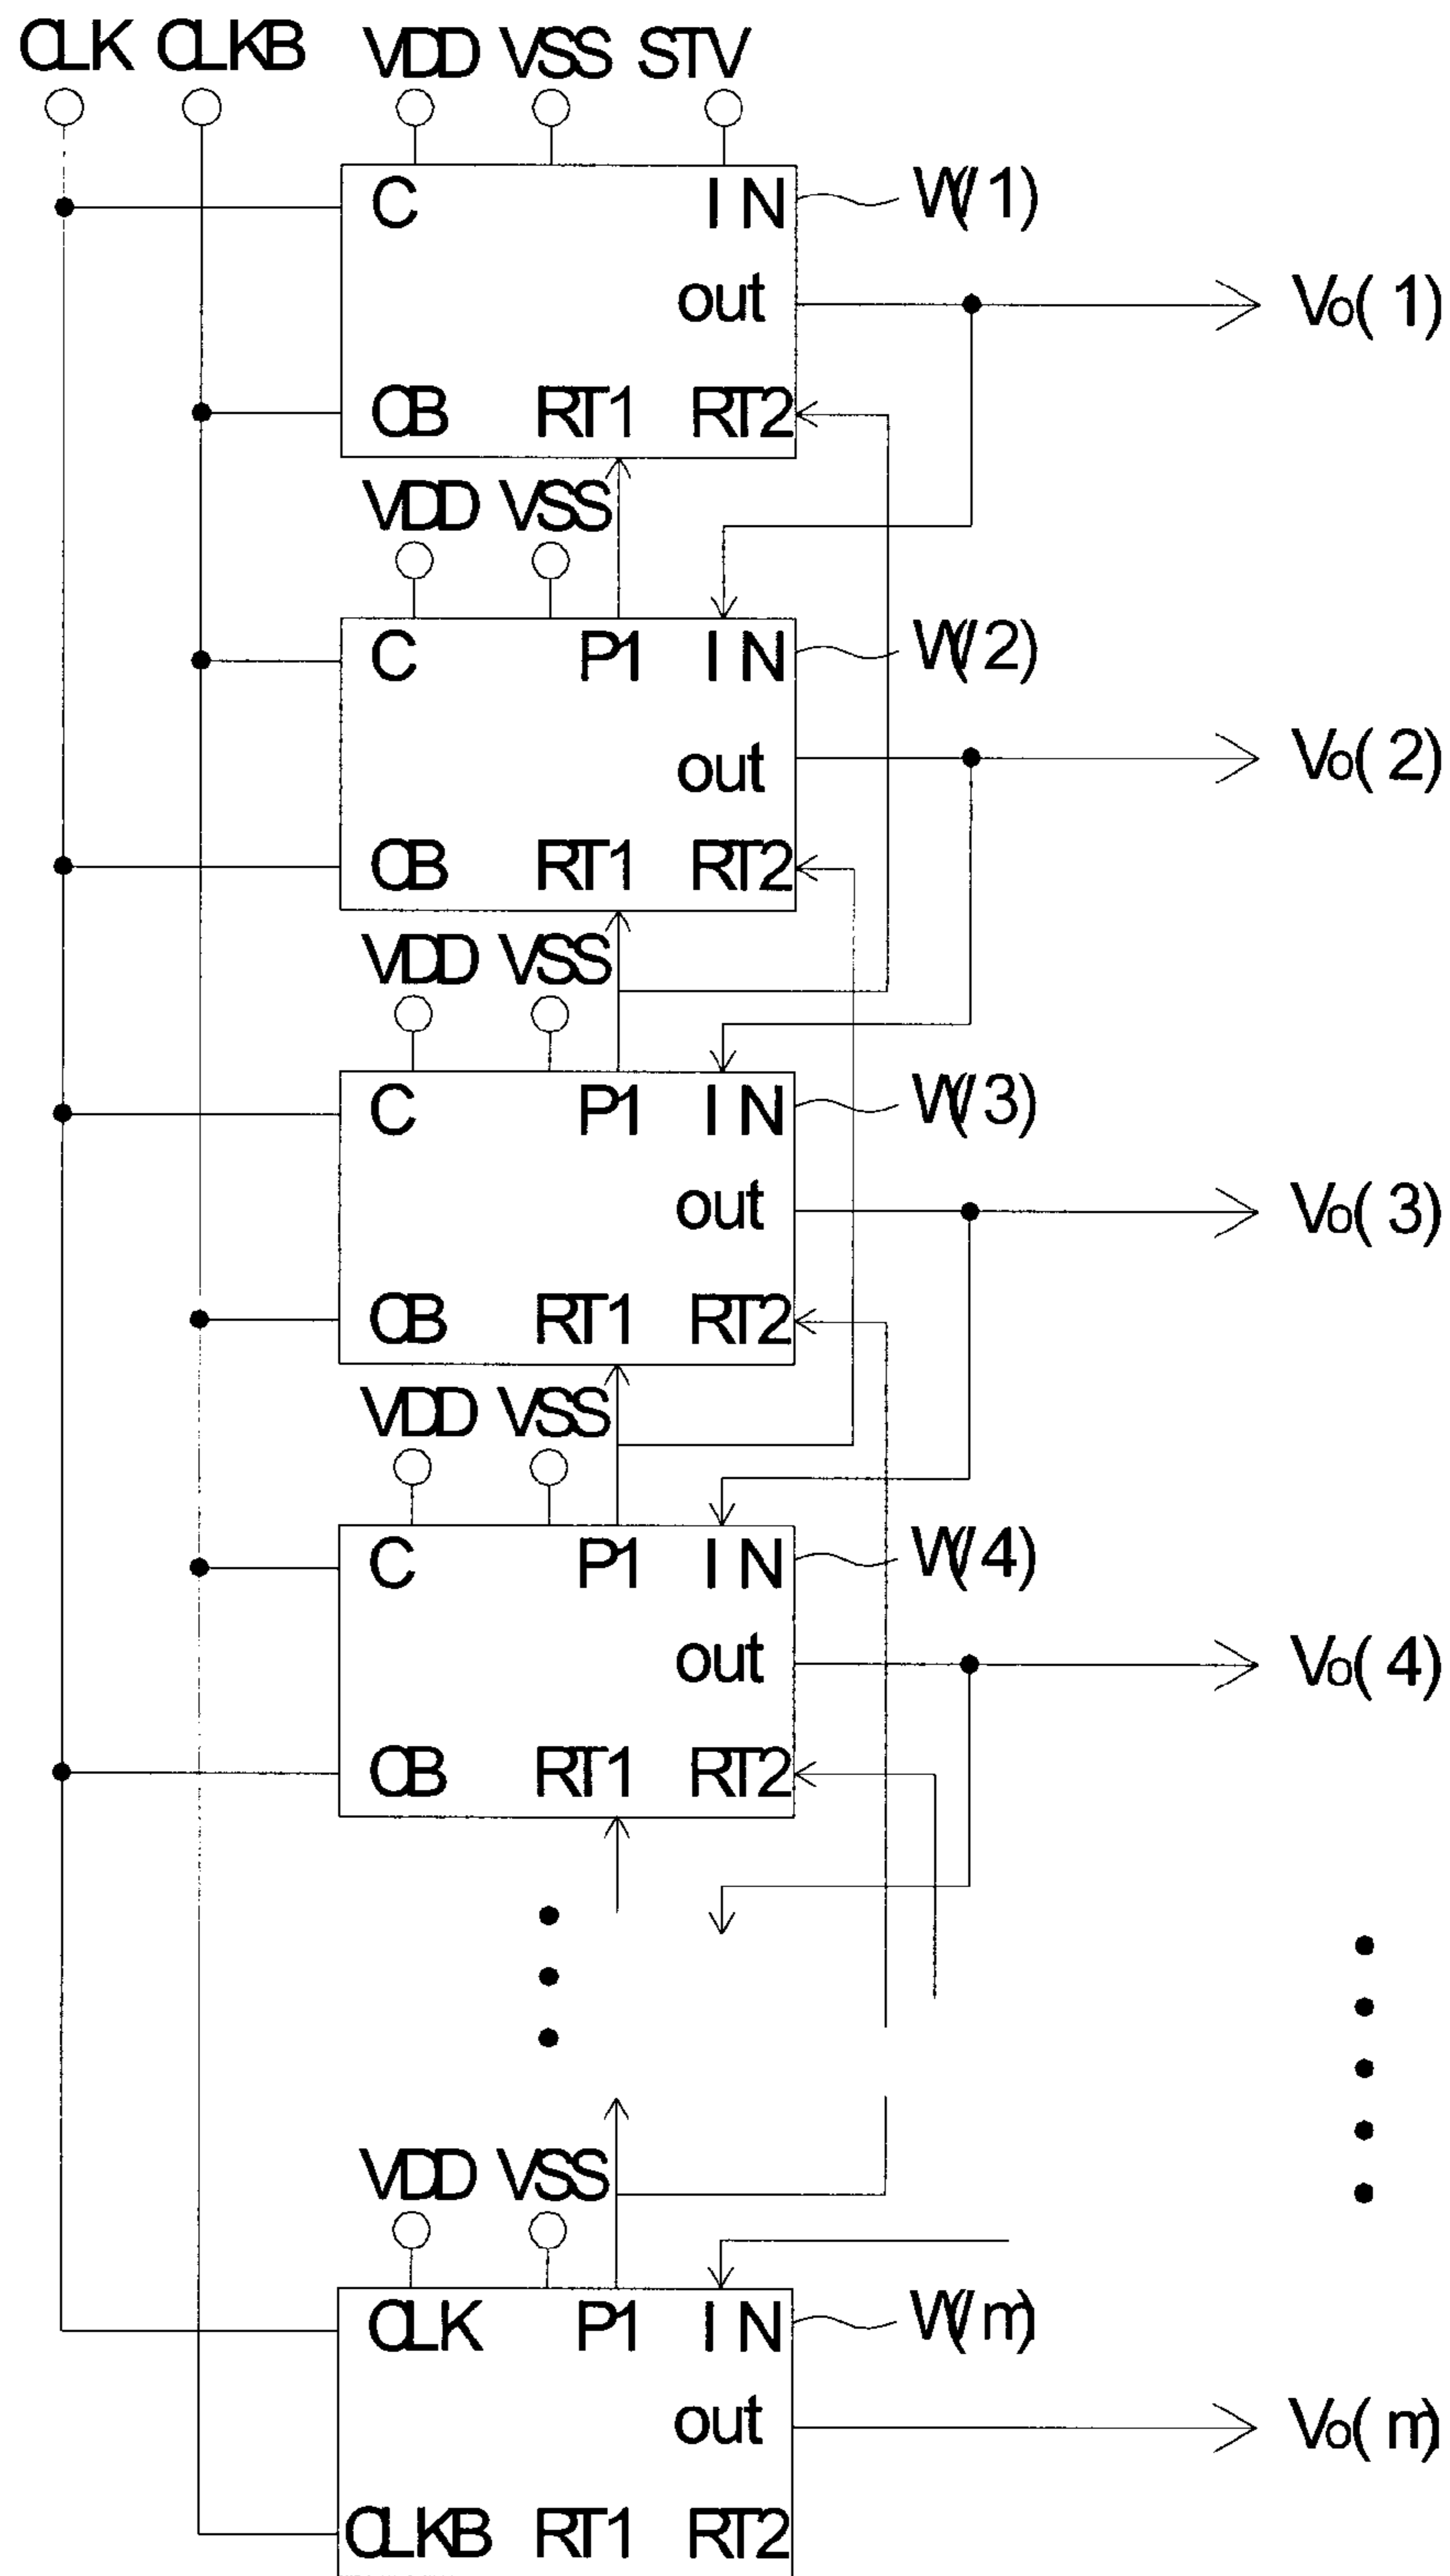 CLK CLKB VDD VSS STV
C IN W(1)
out Vo(1)
CB RT1 RT2
VDD VSS
C P1 IN W(2)
out Vo(2)
CB RT1 RT2
VDD VSS
C P1 IN W(3)
out Vo(3)
CB RT1 RT2
VDD VSS
C P1 IN W(4)
out Vo(4)
CB RT1 RT2
VDD VSS
CLK P1 IN W(m)
out Vo(m)
CLKB RT1 RT2